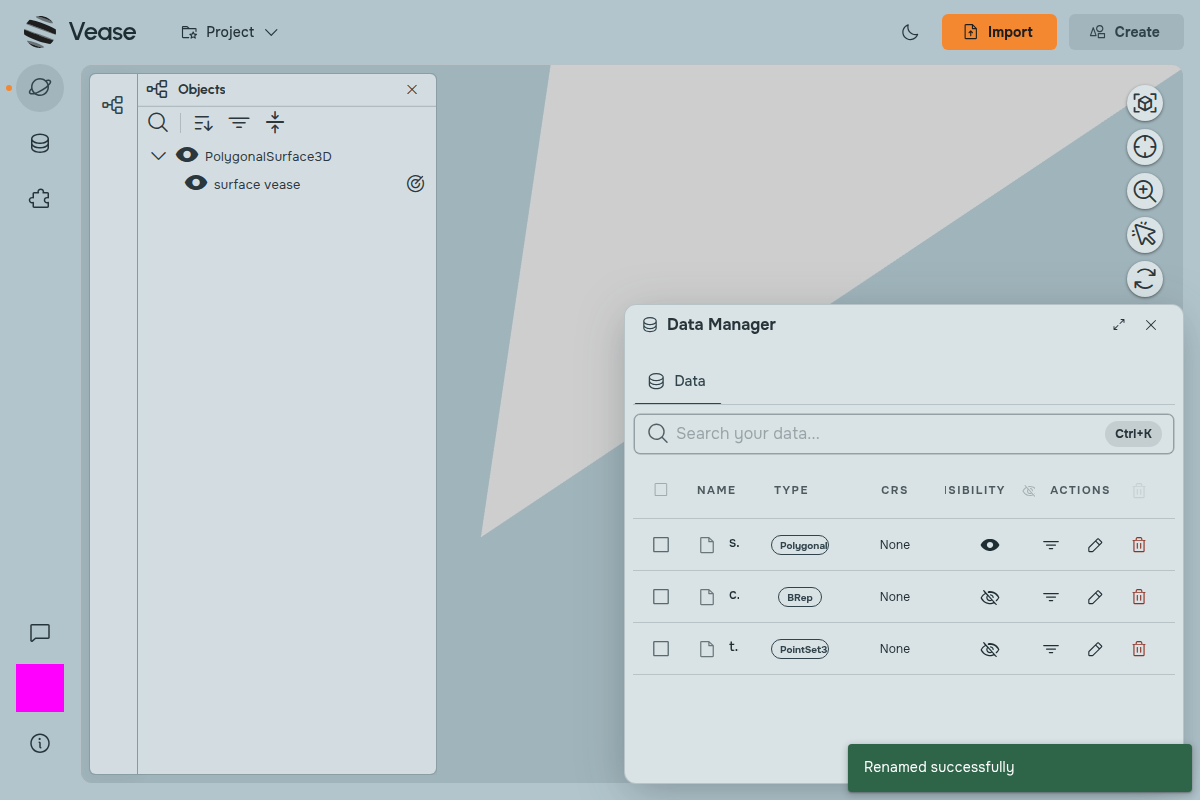 Vease
Project
Import
Create
Objects
PolygonalSurface3D
surface vease
Data Manager
Data
Search your data...
Ctrl+K
NAME TYPE CRS ISIBILITY ACTIONS
S. Polygonal None
C. BRep None
t. PointSet3 None
Renamed successfully